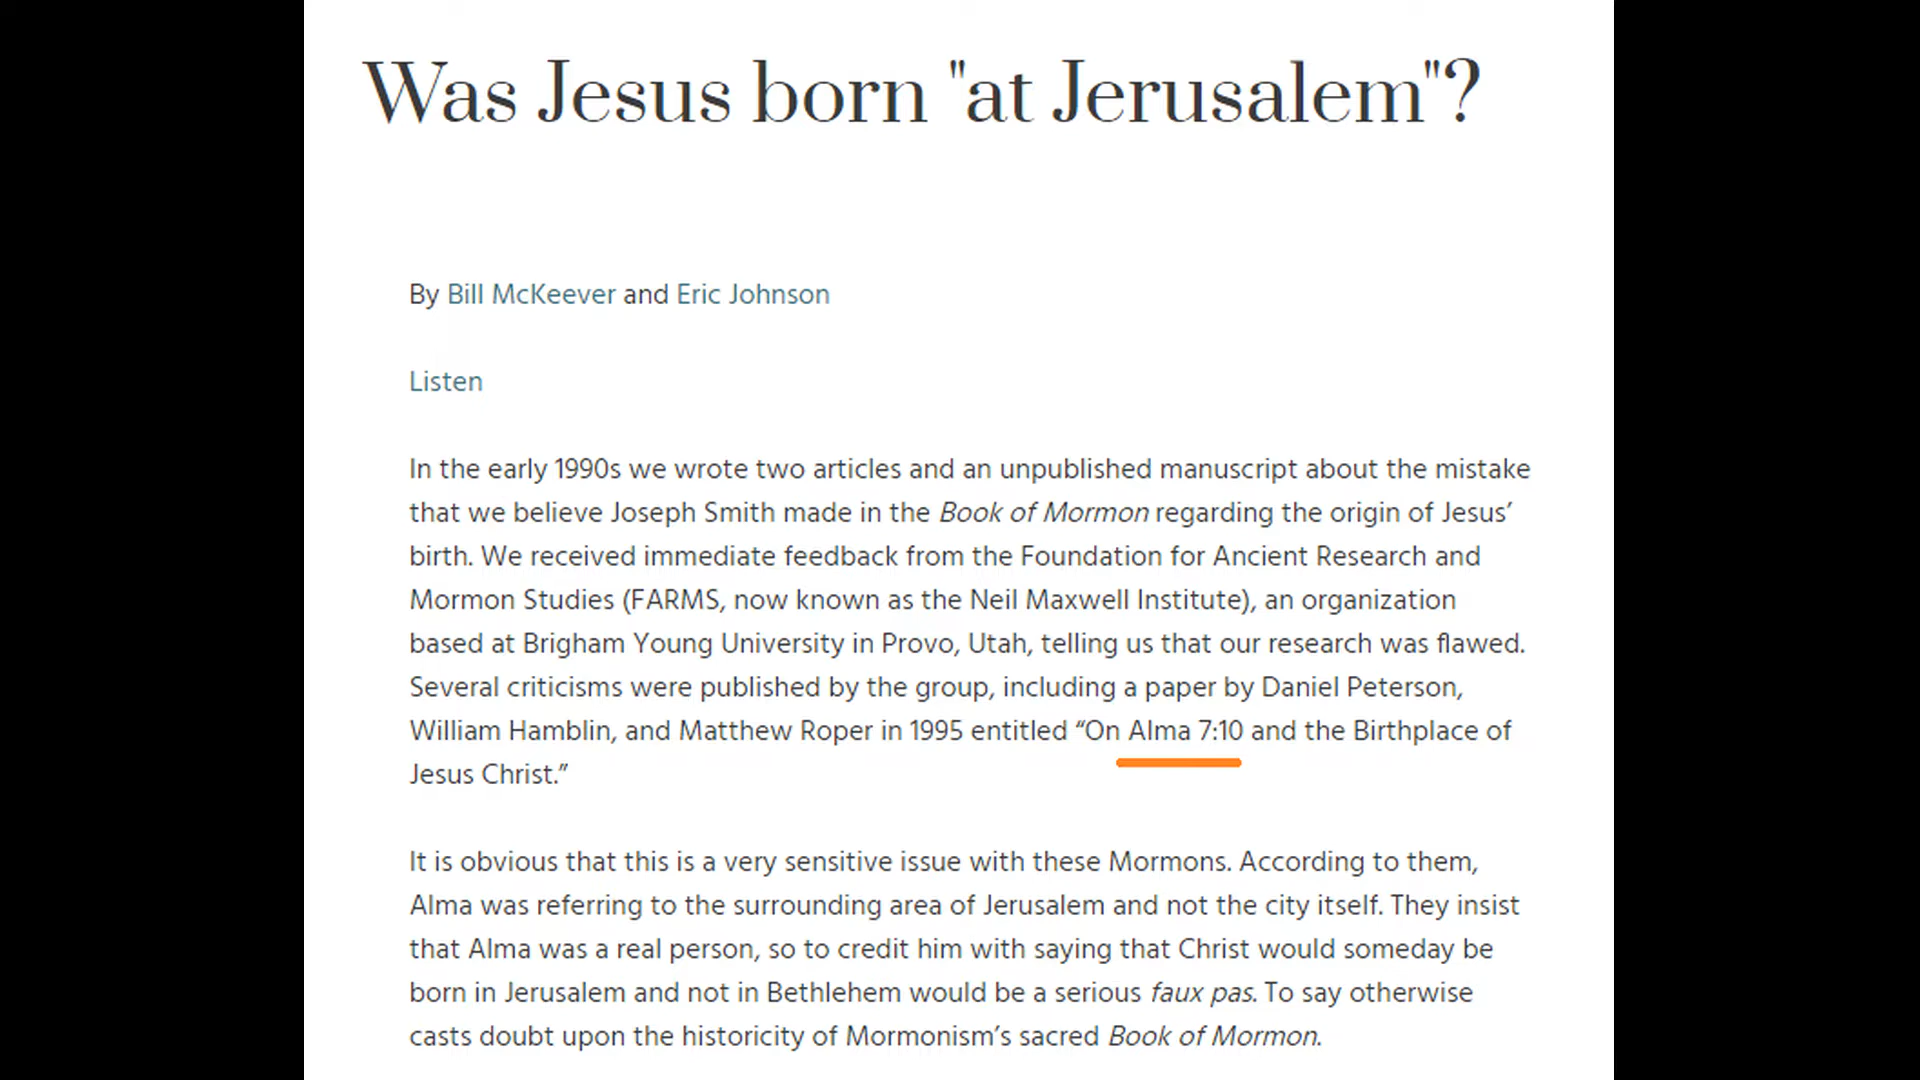 Was Jesus born "at Jerusalem"?
By Bill McKeever and Eric Johnson
Listen
In the early 1990s we wrote two articles and an unpublished manuscript about the mistake
that we believe Joseph Smith made in the Book of Mormon regarding the origin of Jesus’
birth. We received immediate feedback from the Foundation for Ancient Research and
Mormon Studies (FARMS, now known as the Neil Maxwell Institute), an organization
based at Brigham Young University in Provo, Utah, telling us that our research was flawed.
Several criticisms were published by the group, including a paper by Daniel Peterson,
William Hamblin, and Matthew Roper in 1995 entitled “On Alma 7:10 and the Birthplace of
Jesus Christ.”
It is obvious that this is a very sensitive issue with these Mormons. According to them,
Alma was referring to the surrounding area of Jerusalem and not the city itself. They insist
that Alma was a real person, so to credit him with saying that Christ would someday be
born in Jerusalem and not in Bethlehem would be a serious faux pas. To say otherwise
casts doubt upon the historicity of Mormonism’s sacred Book of Mormon.